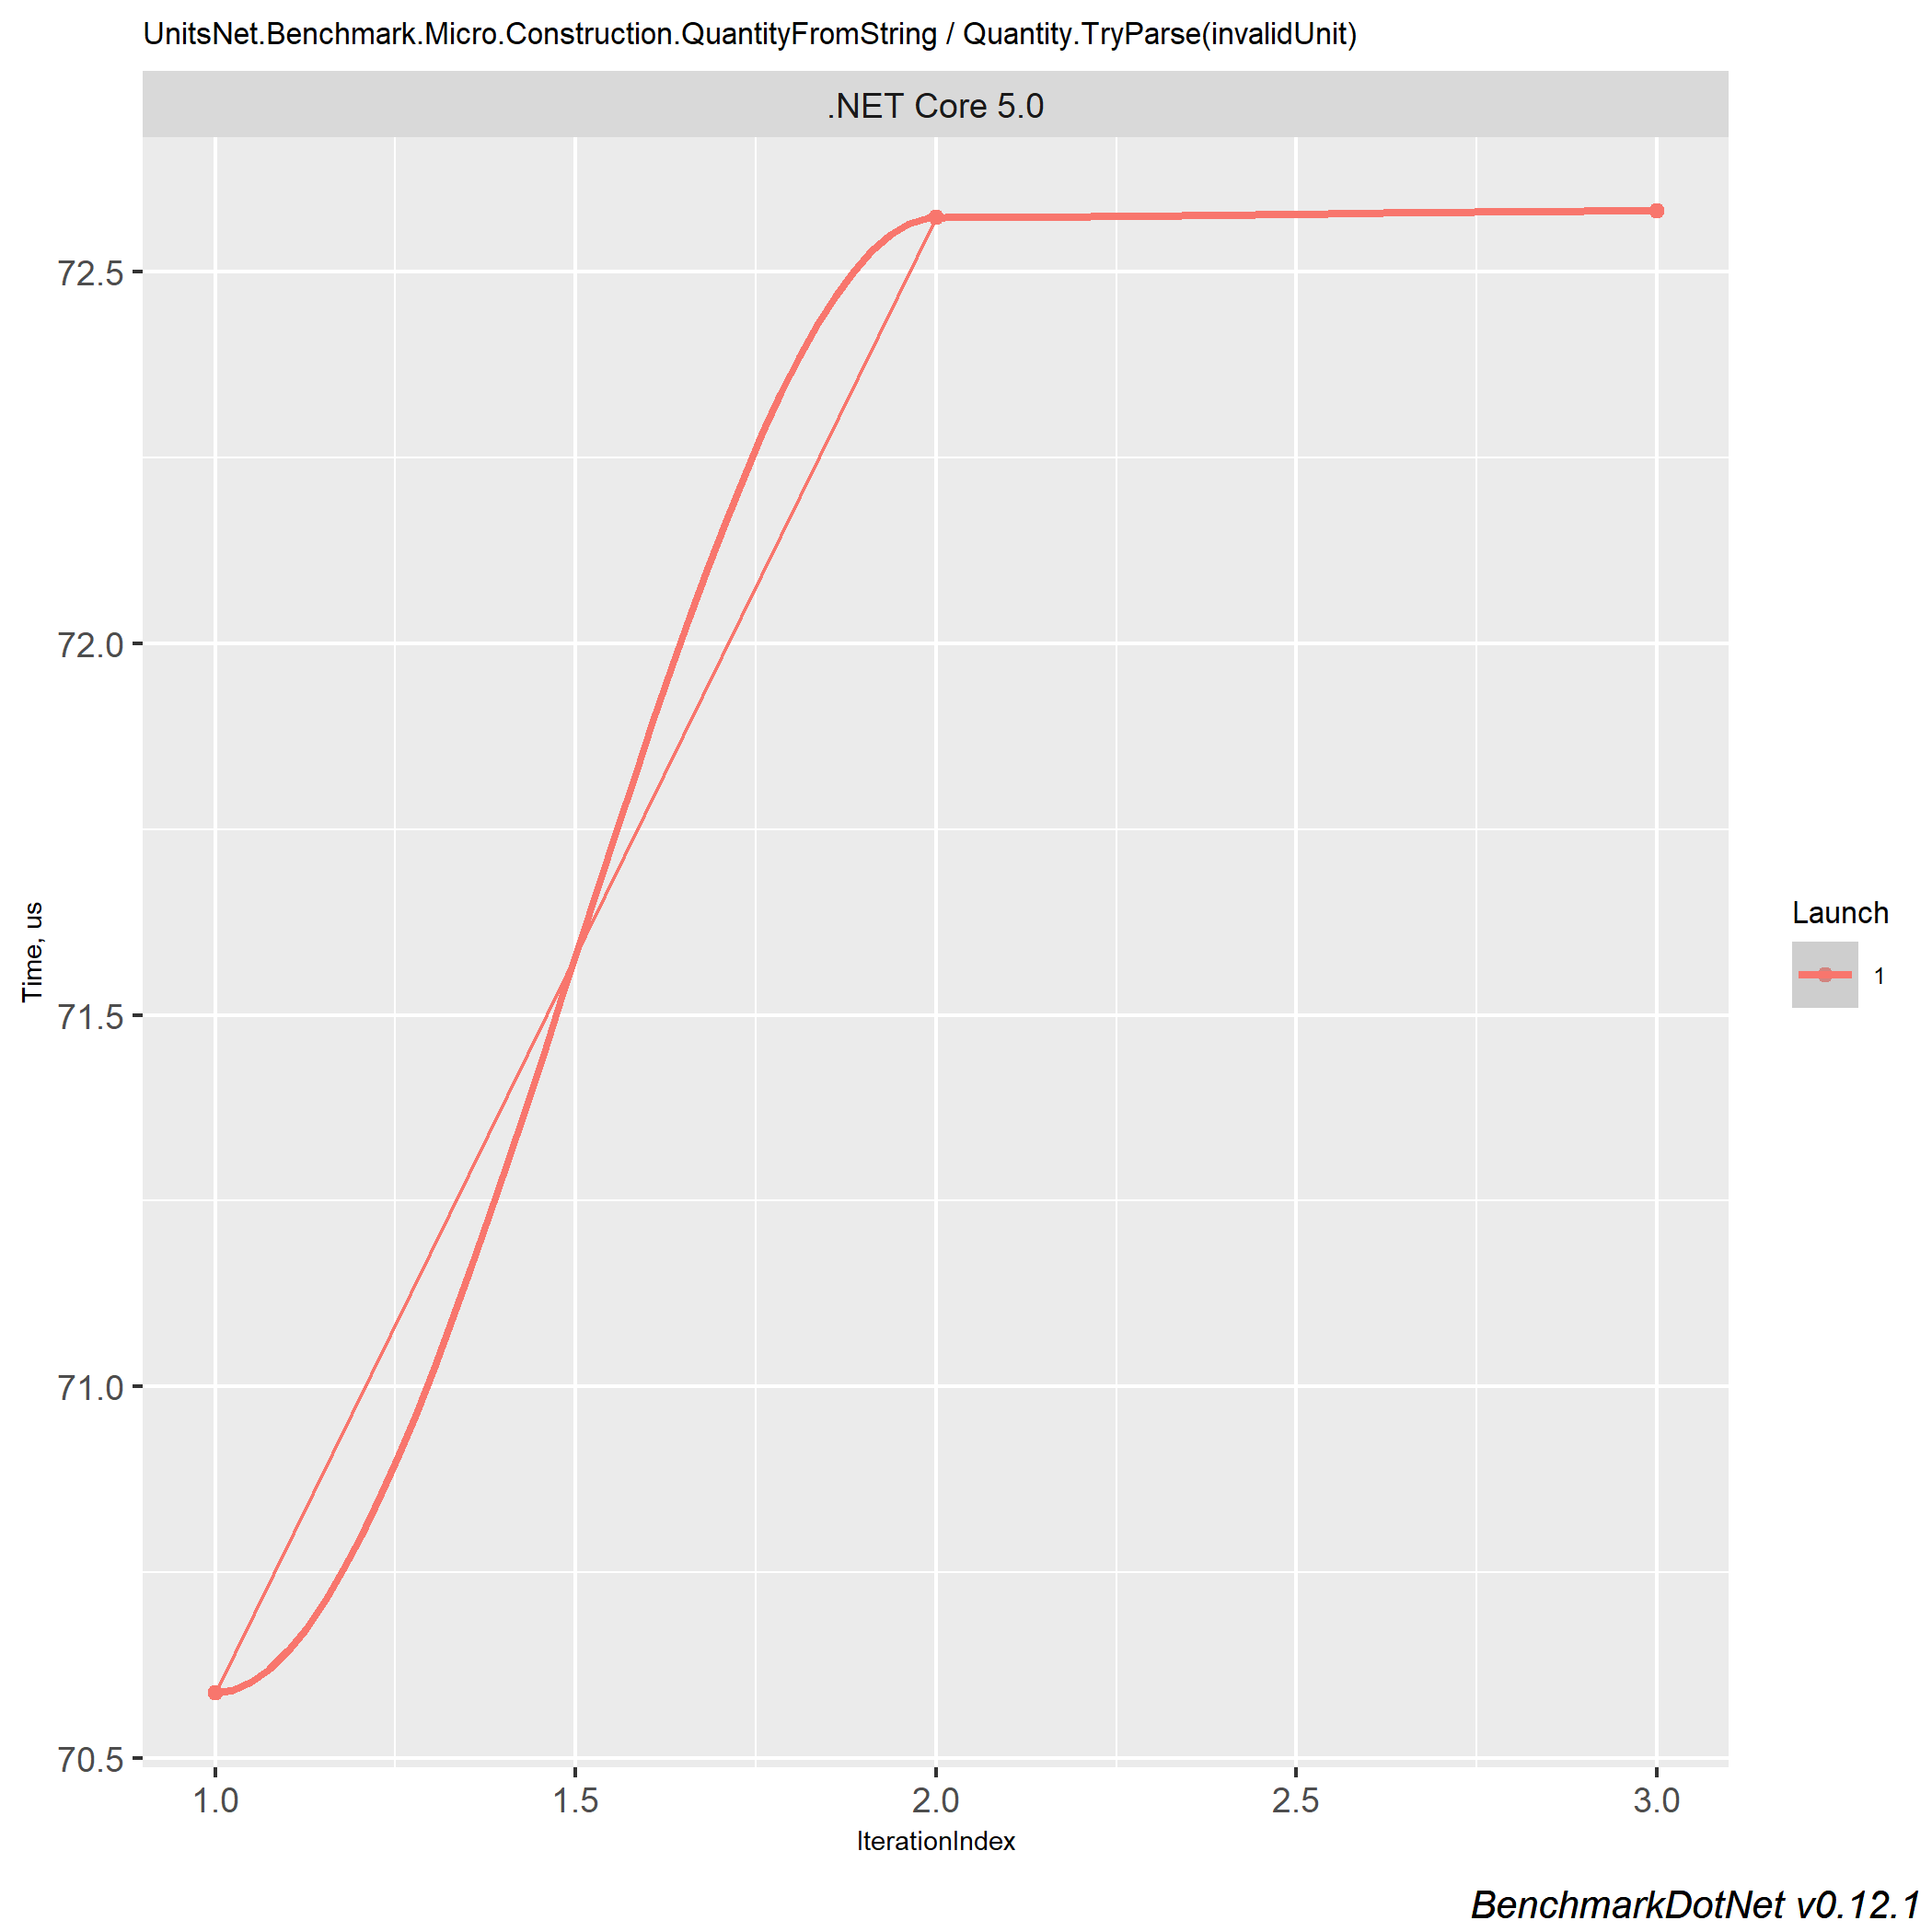 UnitsNet.Benchmark.Micro.Construction.QuantityFromString / Quantity.TryParse(invalidUnit)
.NET Core 5.0
72.5
72.0
71.5
71.0
70.5
Time, us
1.0 1.5 2.0 2.5 3.0
IterationIndex
Launch
1
BenchmarkDotNet v0.12.1